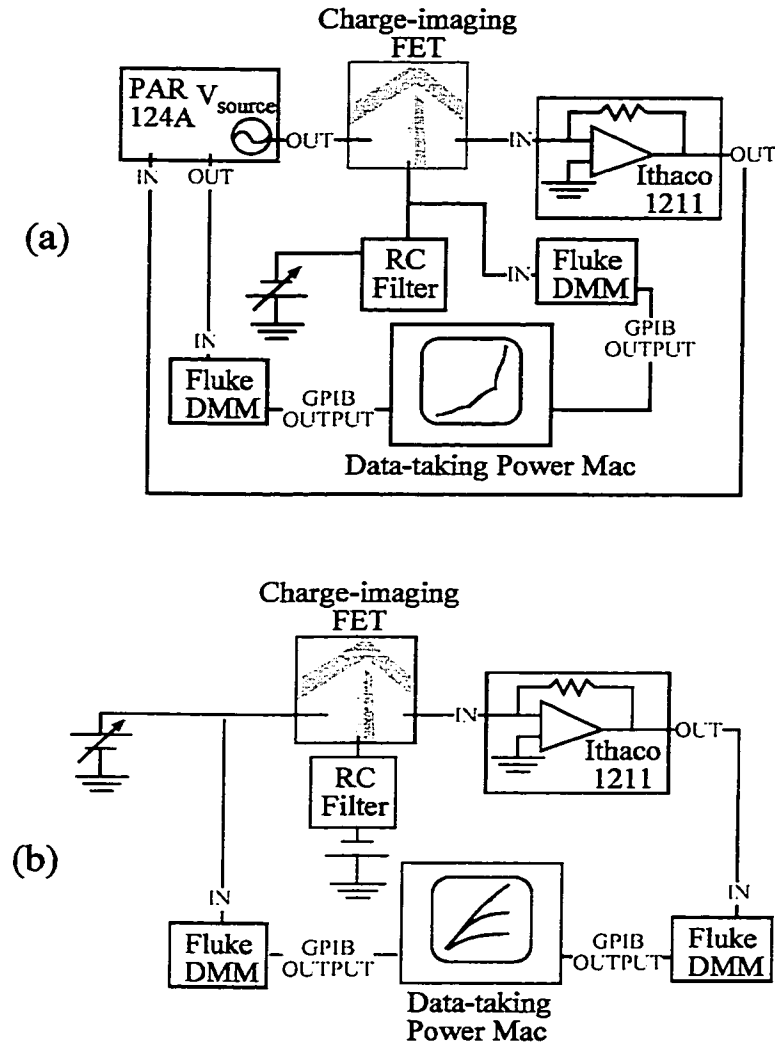 Charge-imaging
FET
PAR
124A
V source
OUT
IN
OUT
IN
Ithaco
1211
OUT
(a)
RC
Filter
IN
Fluke
DMM
GPIB
OUTPUT
IN
Fluke
DMM
GPIB
OUTPUT
Data-taking Power Mac
Charge-imaging
FET
IN
Ithaco
1211
OUT
RC
Filter
(b)
IN
Fluke
DMM
GPIB
OUTPUT
GPIB
OUTPUT
IN
Fluke
DMM
Data-taking
Power Mac